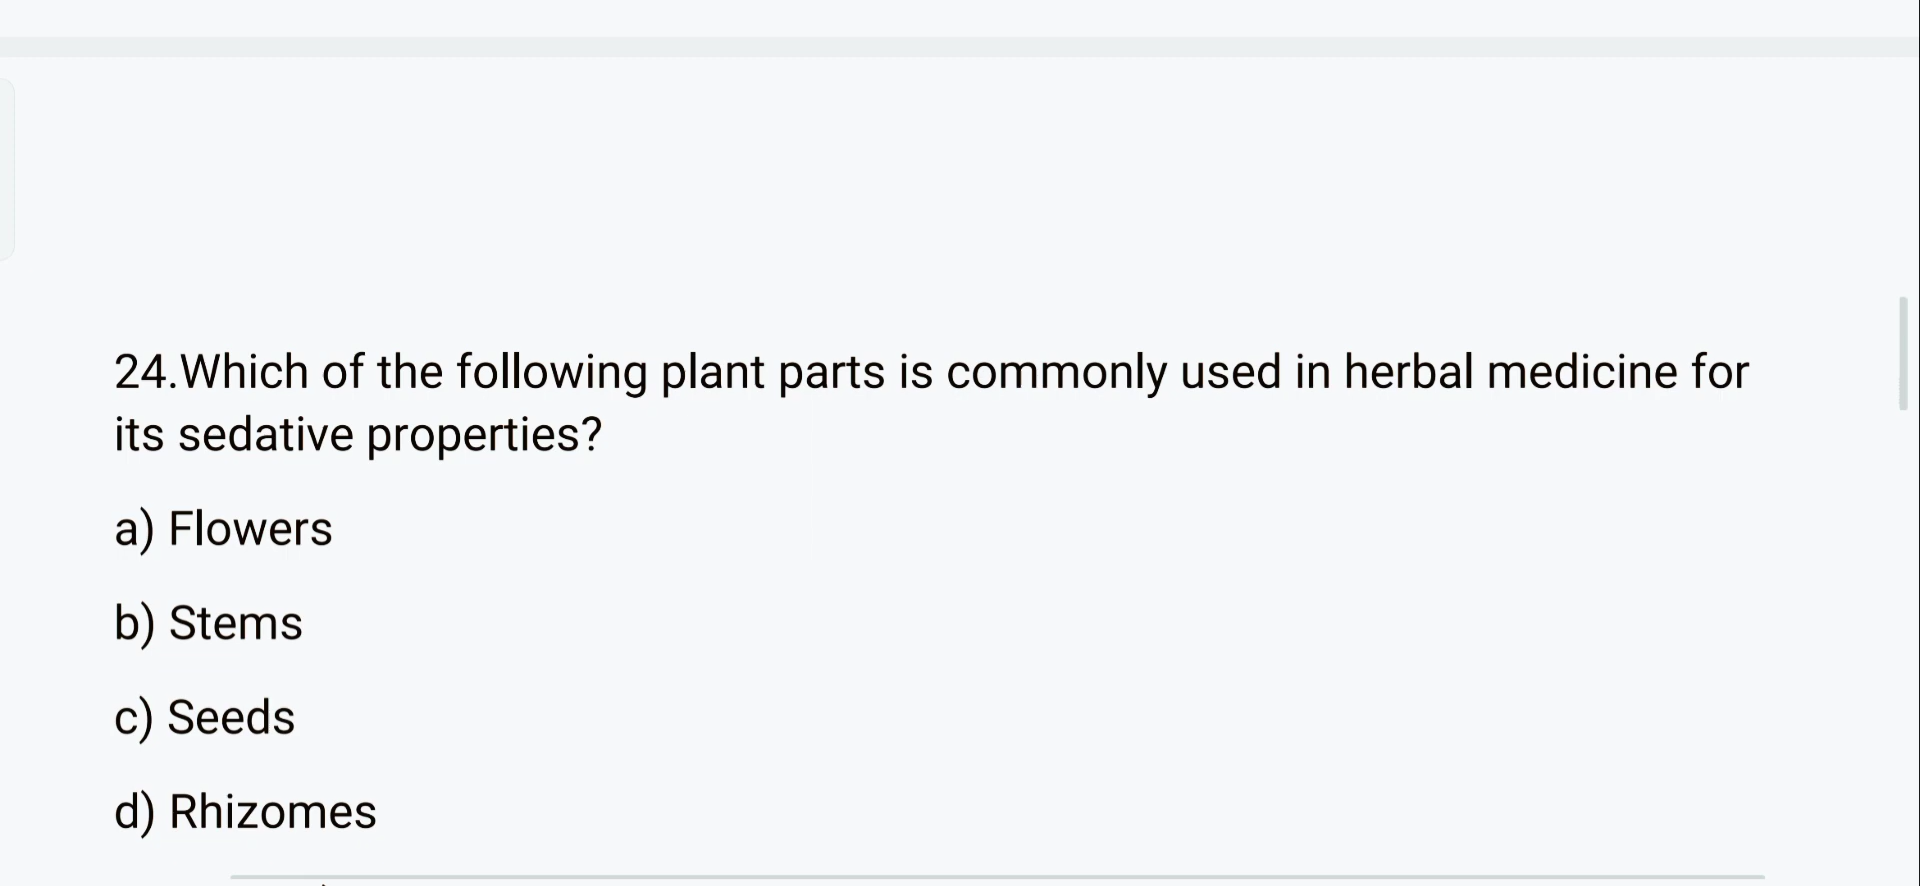 24.Which of the following plant parts is commonly used in herbal medicine for
its sedative properties?
a) Flowers
b) Stems
c) Seeds
d) Rhizomes